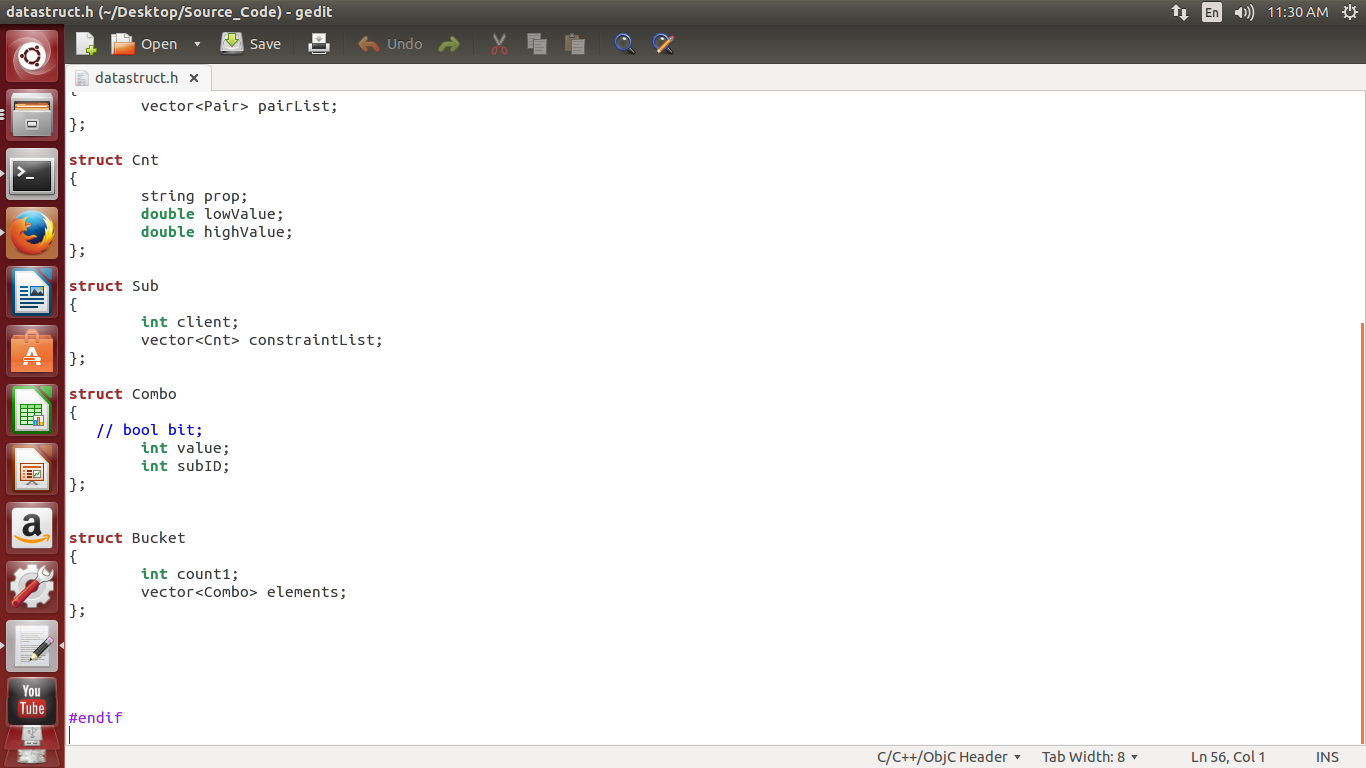 datastruct.h (~/Desktop/Source_Code) - gedit
En
11:30 AM
Open
Save
Undo
datastruct.h
{
        vector<Pair> pairList;
};

struct Cnt
{
        string prop;
        double lowValue;
        double highValue;
};

struct Sub
{
        int client;
        vector<Cnt> constraintList;
};

struct Combo
{
   // bool bit;
        int value;
        int subID;
};

struct Bucket
{
        int count1;
        vector<Combo> elements;
};

#endif
a
You
Tube
C/C++/ObjC Header
Tab Width: 8
Ln 56, Col 1
INS